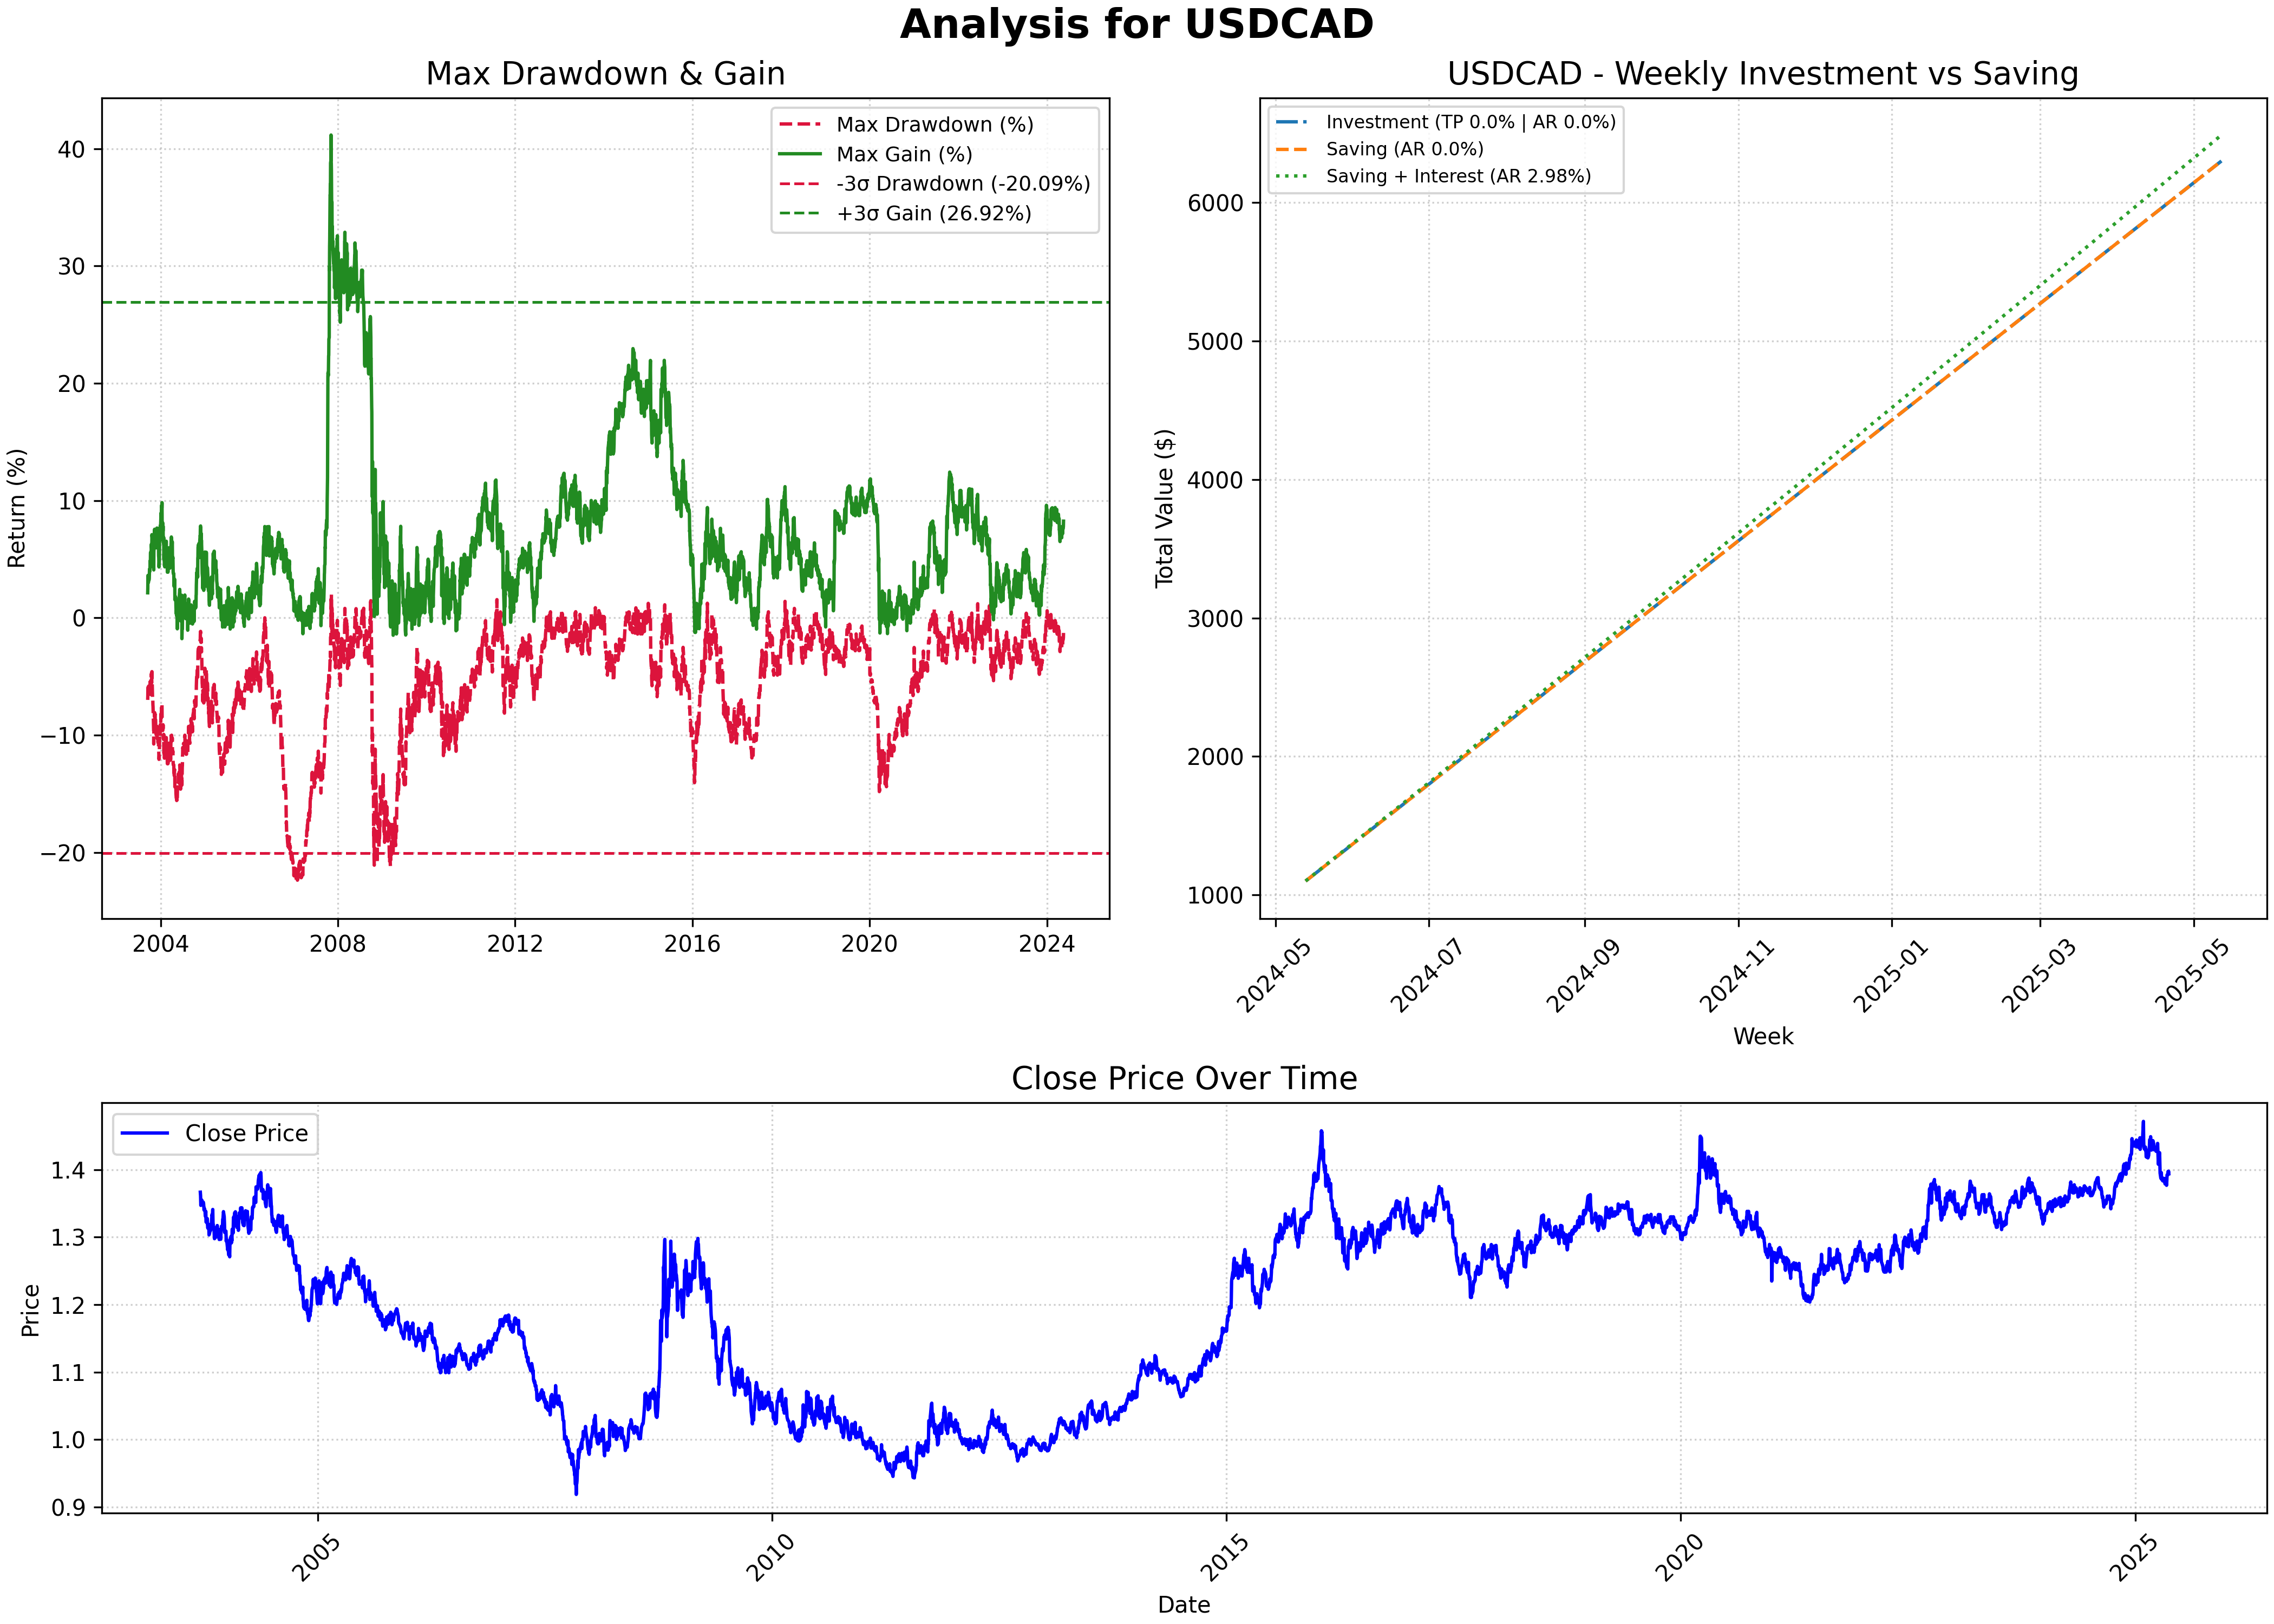 Analysis for USDCAD
Max Drawdown & Gain
Return (%)
40
30
20
10
0
−10
−20
2004
2008
2012
2016
2020
2024
Max Drawdown (%)
Max Gain (%)
-3σ Drawdown (-20.09%)
+3σ Gain (26.92%)
USDCAD - Weekly Investment vs Saving
Total Value ($)
6000
5000
4000
3000
2000
1000
2024-05
2024-07
2024-09
2024-11
2025-01
2025-03
2025-05
Week
Investment (TP 0.0% | AR 0.0%)
Saving (AR 0.0%)
Saving + Interest (AR 2.98%)
Close Price Over Time
Price
1.4
1.3
1.2
1.1
1.0
0.9
2005
2010
2015
2020
2025
Date
Close Price